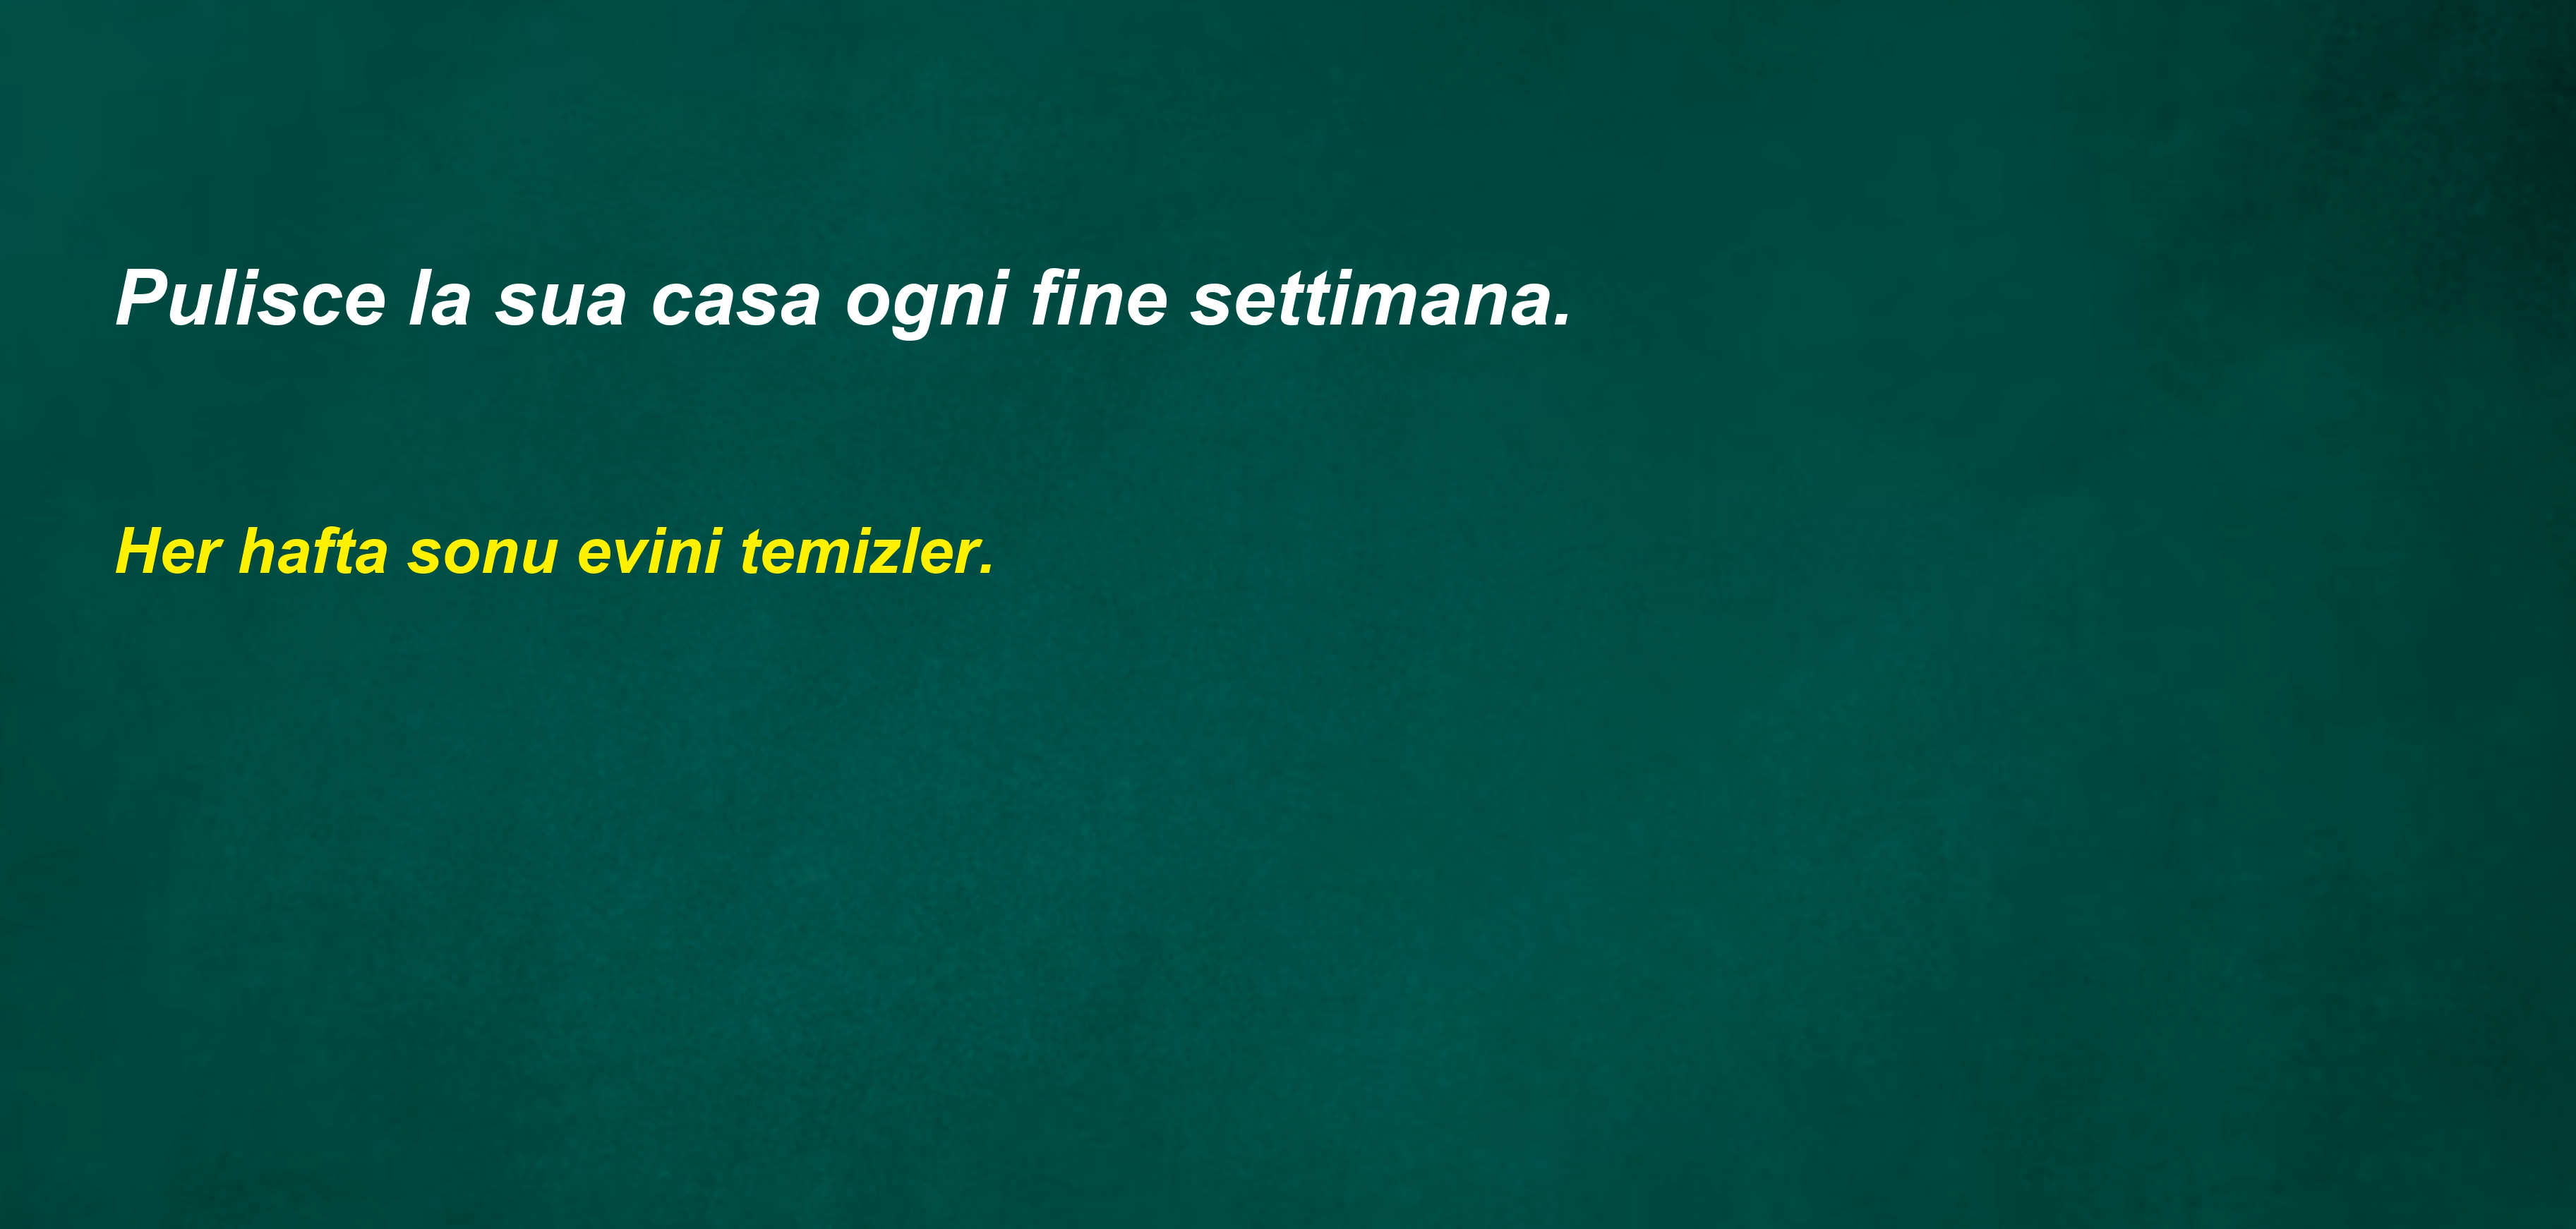 Pulisce la sua casa ogni fine settimana.
Her hafta sonu evini temizler.